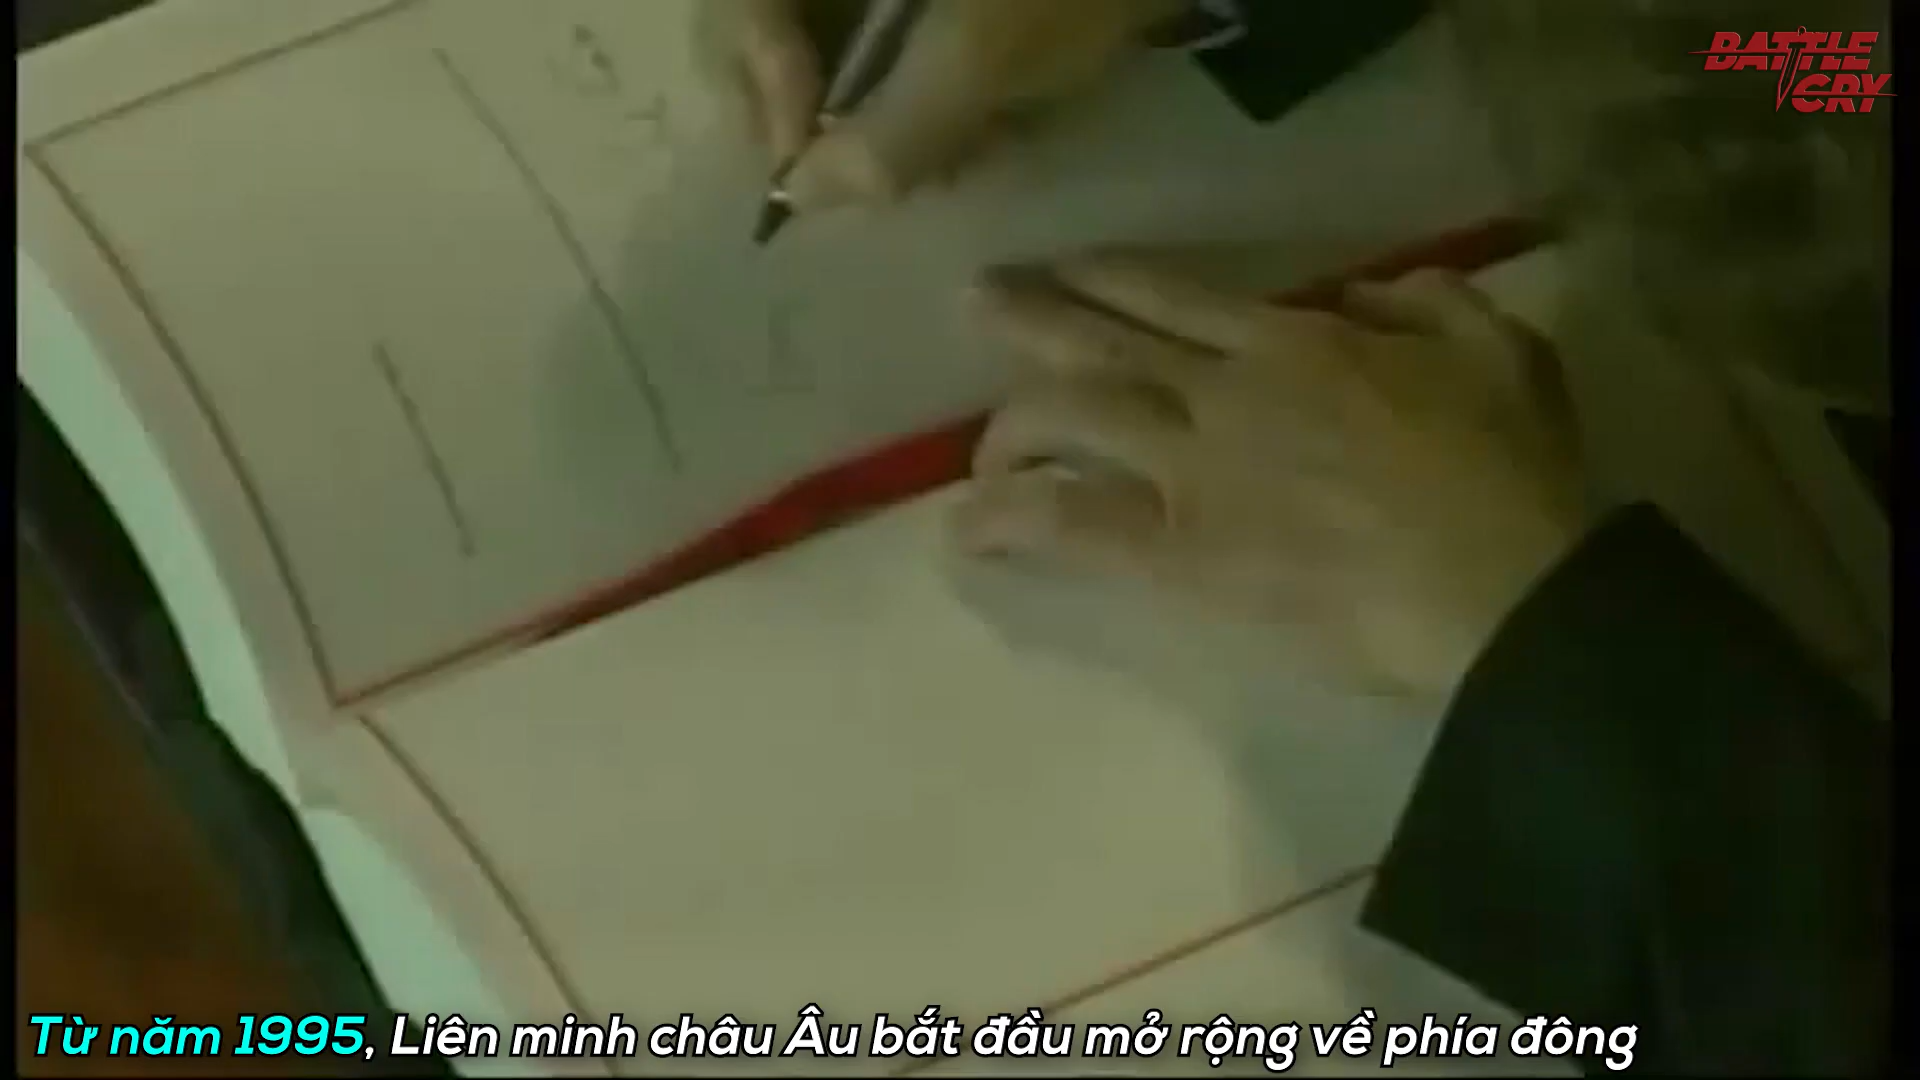 BATTLE
CRY
Từ năm 1995, Liên minh châu Âu bắt đầu mở rộng về phía đông